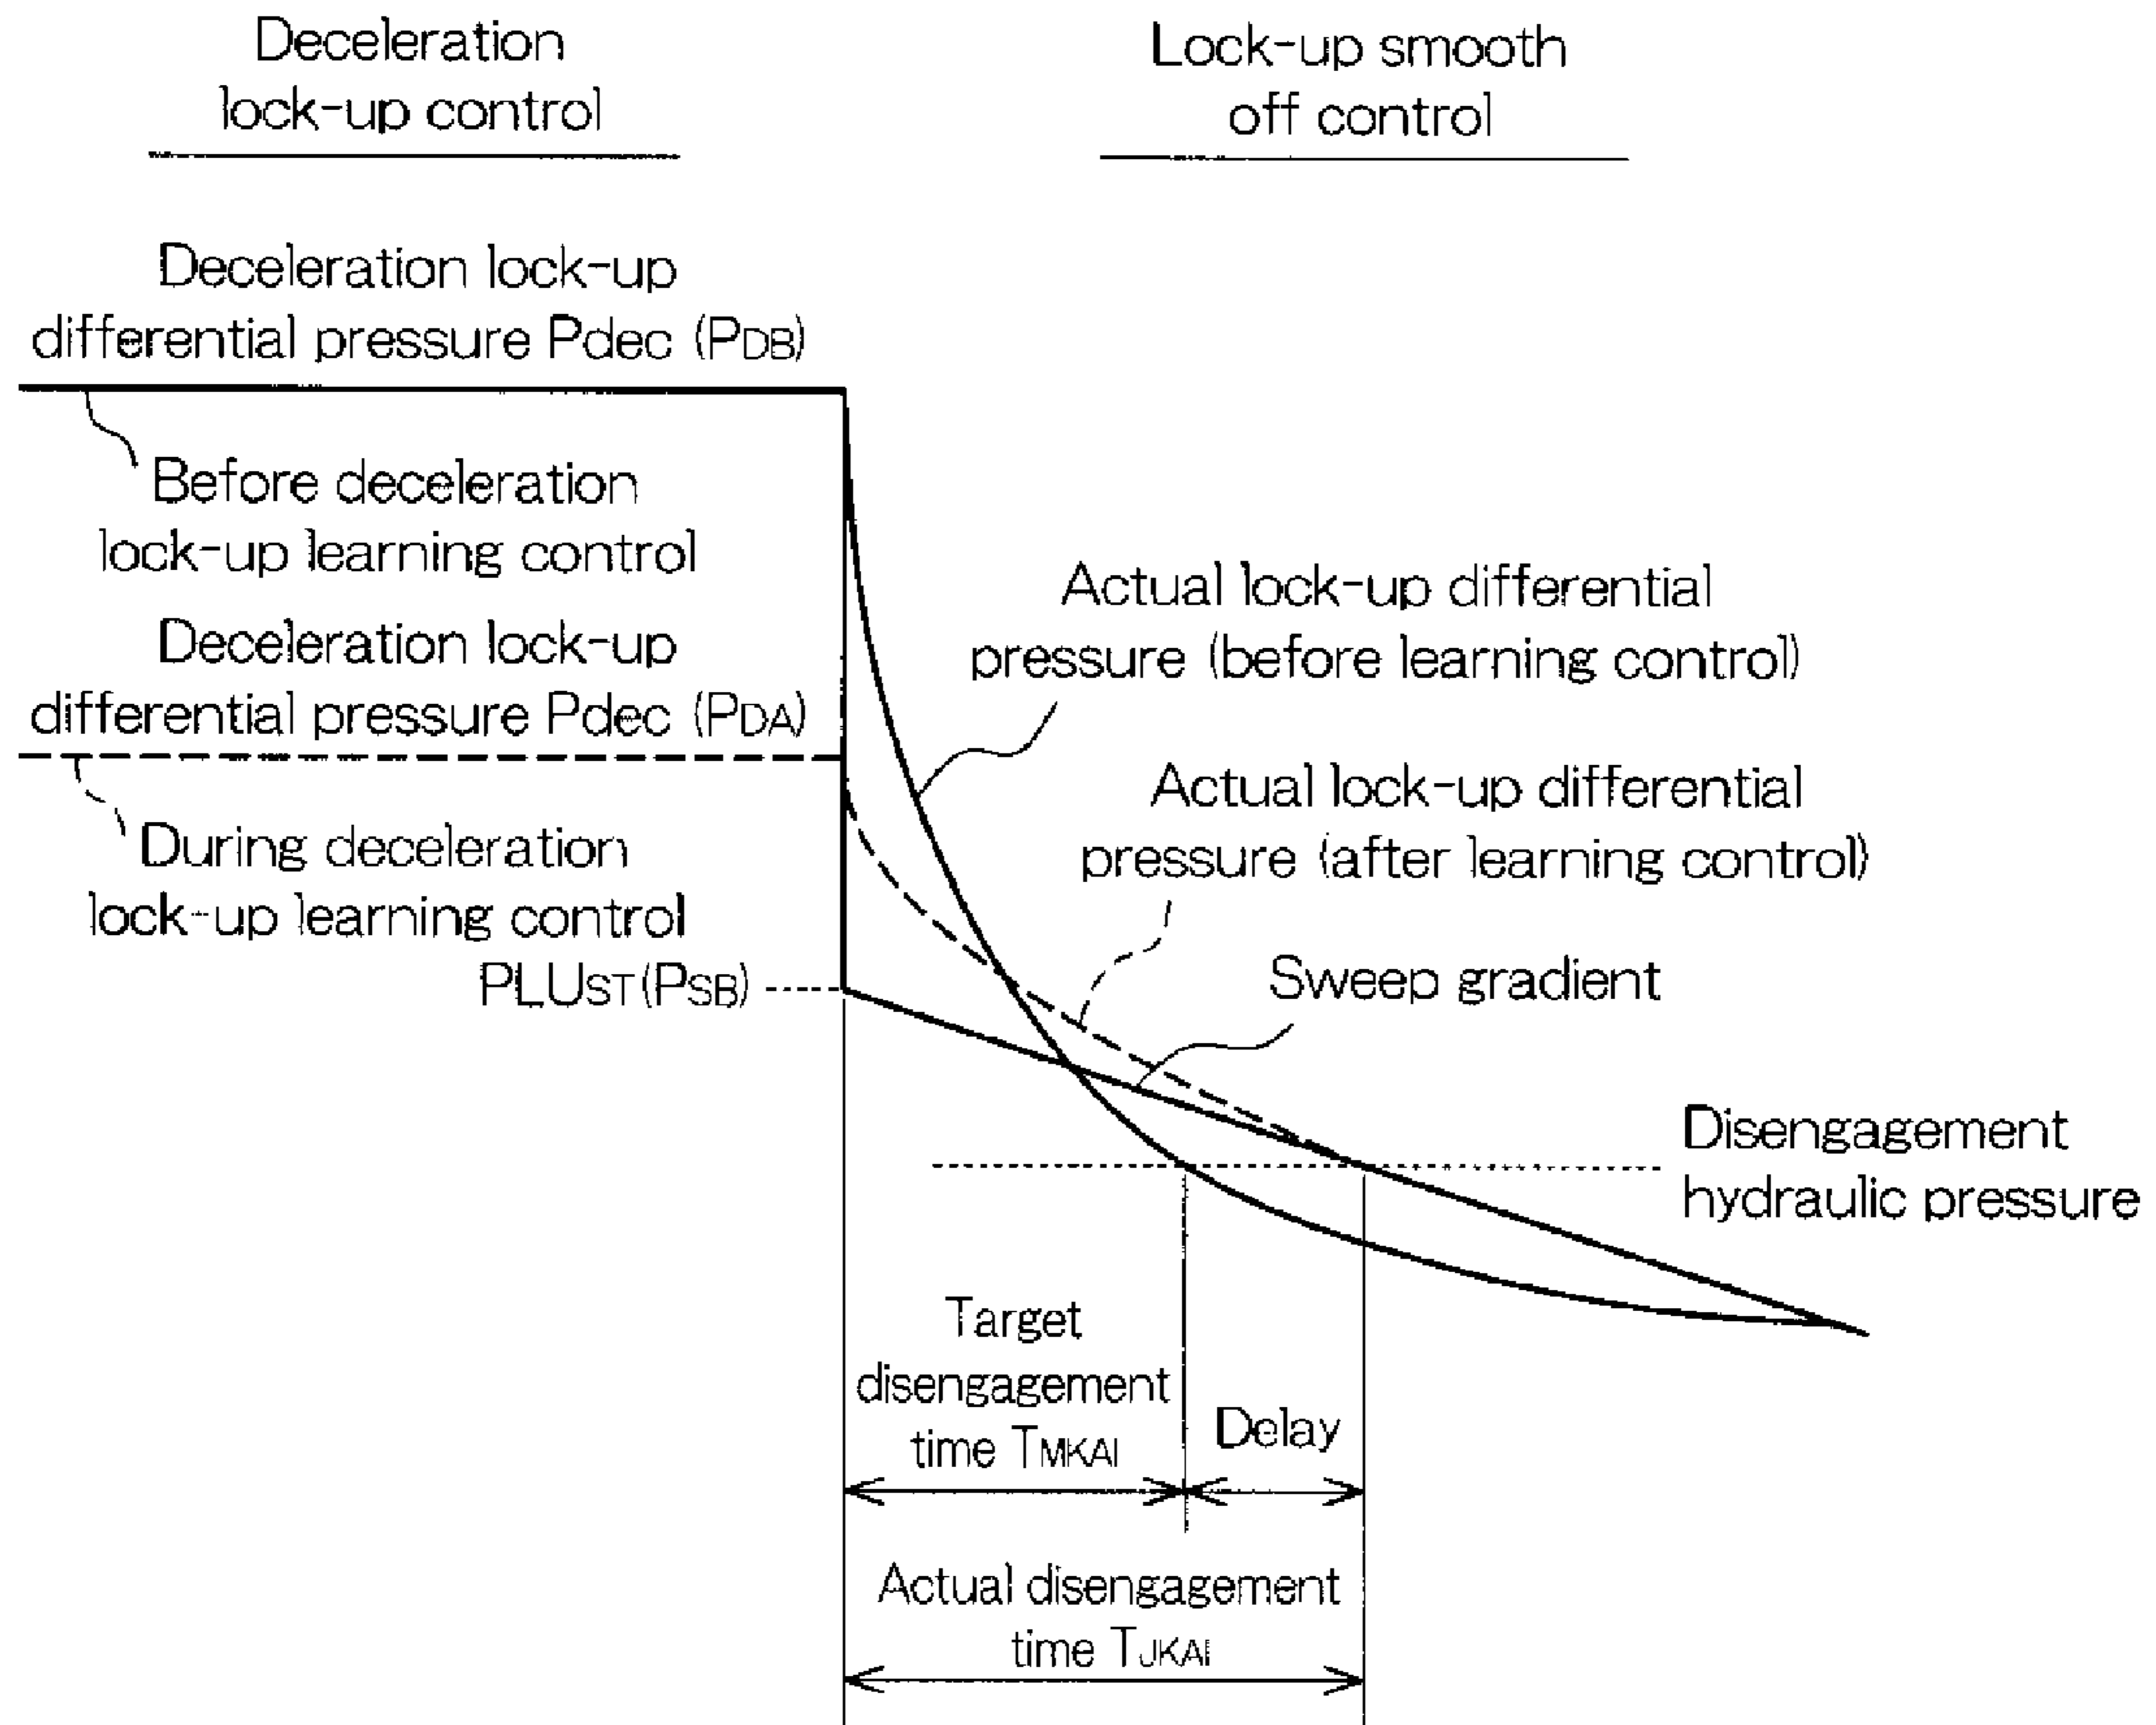 Deceleration
lock-up control
Lock-up smooth
off control
Deceleration lock-up
differential pressure Pdec (PDB)
Before deceleration
lock-up learning control
Deceleration lock-up
differential pressure Pdec (PDA)
During deceleration
lock-up learning control
PLUST(PSB)
Actual lock-up differential
pressure (before learning control)
Actual lock-up differential
pressure (after learning control)
Sweep gradient
Disengagement
hydraulic pressure
Target
disengagement
time TMKAI
Delay
Actual disengagement
time TJKAI